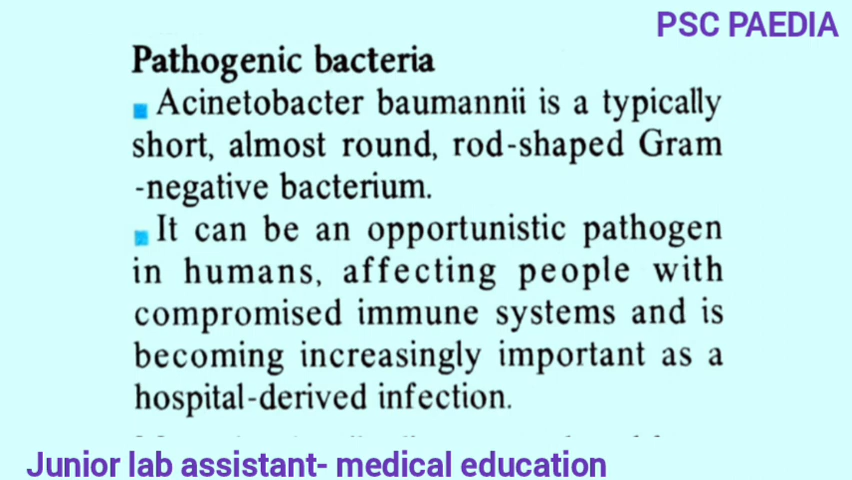 PSC PAEDIA
Pathogenic bacteria
Acinetobacter baumannii is a typically
short, almost round, rod-shaped Gram
-negative bacterium.
It can be an opportunistic pathogen
in humans, affecting people with
compromised immune systems and is
becoming increasingly important as a
hospital-derived infection.
Junior lab assistant- medical education